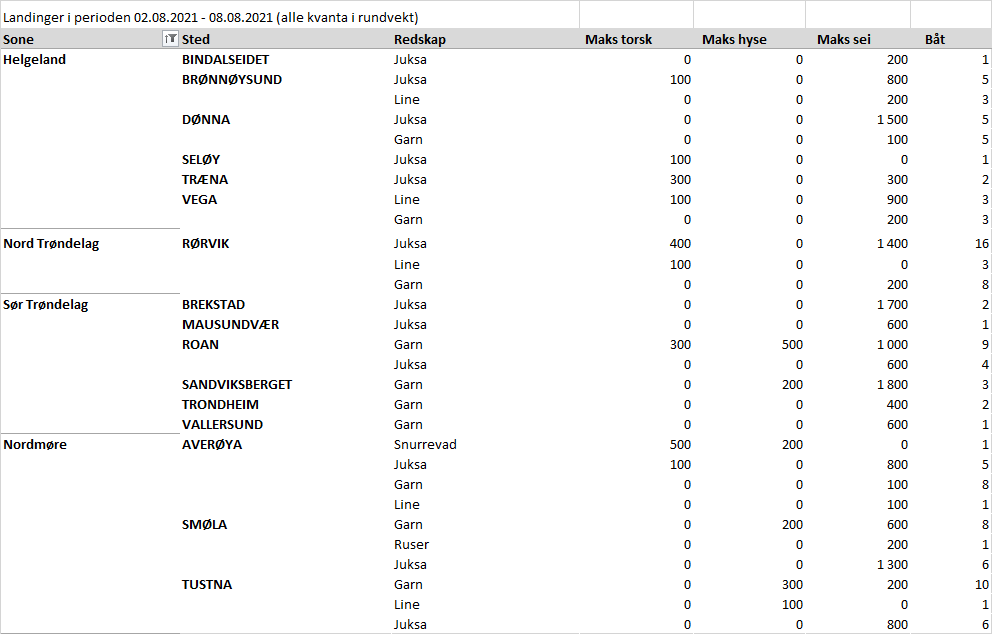 Landinger i perioden 02.08.2021 - 08.08.2021 (alle kvanta i rundvekt)
Sone Sted Redskap Maks torsk Maks hyse Maks sei Båt
Helgeland BINDALSEIDET Juksa 0 0 200 1
BRØNNØYSUND Juksa 100 0 800 5
Line 0 0 200 3
DØNNA Juksa 0 0 1 500 5
Garn 0 0 100 5
SELØY Juksa 100 0 0 1
TRÆNA Juksa 300 0 300 2
VEGA Line 100 0 900 3
Garn 0 0 200 3
Nord Trøndelag RØRVIK Juksa 400 0 1 400 16
Line 100 0 0 3
Garn 0 0 200 8
Sør Trøndelag BREKSTAD Juksa 0 0 1 700 2
MAUSUNDVÆR Juksa 0 0 600 1
ROAN Garn 300 500 1 000 9
Juksa 0 0 600 4
SANDVIKSBERGET Garn 0 200 1 800 3
TRONDHEIM Garn 0 0 400 2
VALLERSUND Garn 0 0 600 1
Nordmøre AVERØYA Snurrevad 500 200 0 1
Juksa 100 0 800 5
Garn 0 0 100 8
Line 0 0 100 1
SMØLA Garn 0 200 600 8
Ruser 0 0 200 1
Juksa 0 0 1 300 6
TUSTNA Garn 0 300 200 10
Line 0 100 0 1
Juksa 0 0 800 6